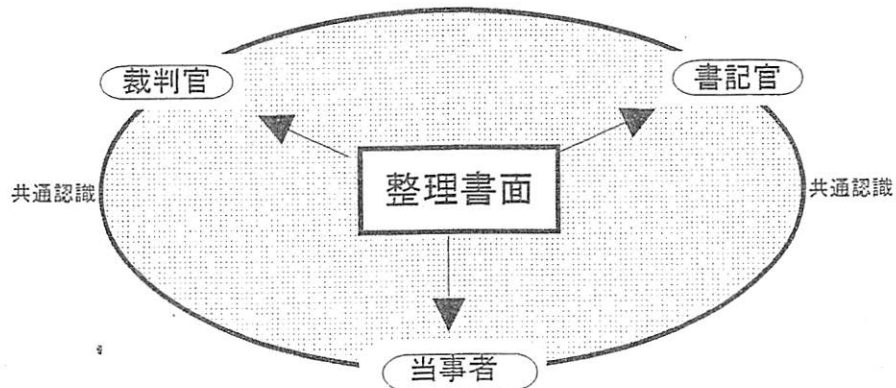 裁判官
書記官
整理書面
共通認識
共通認識
当事者